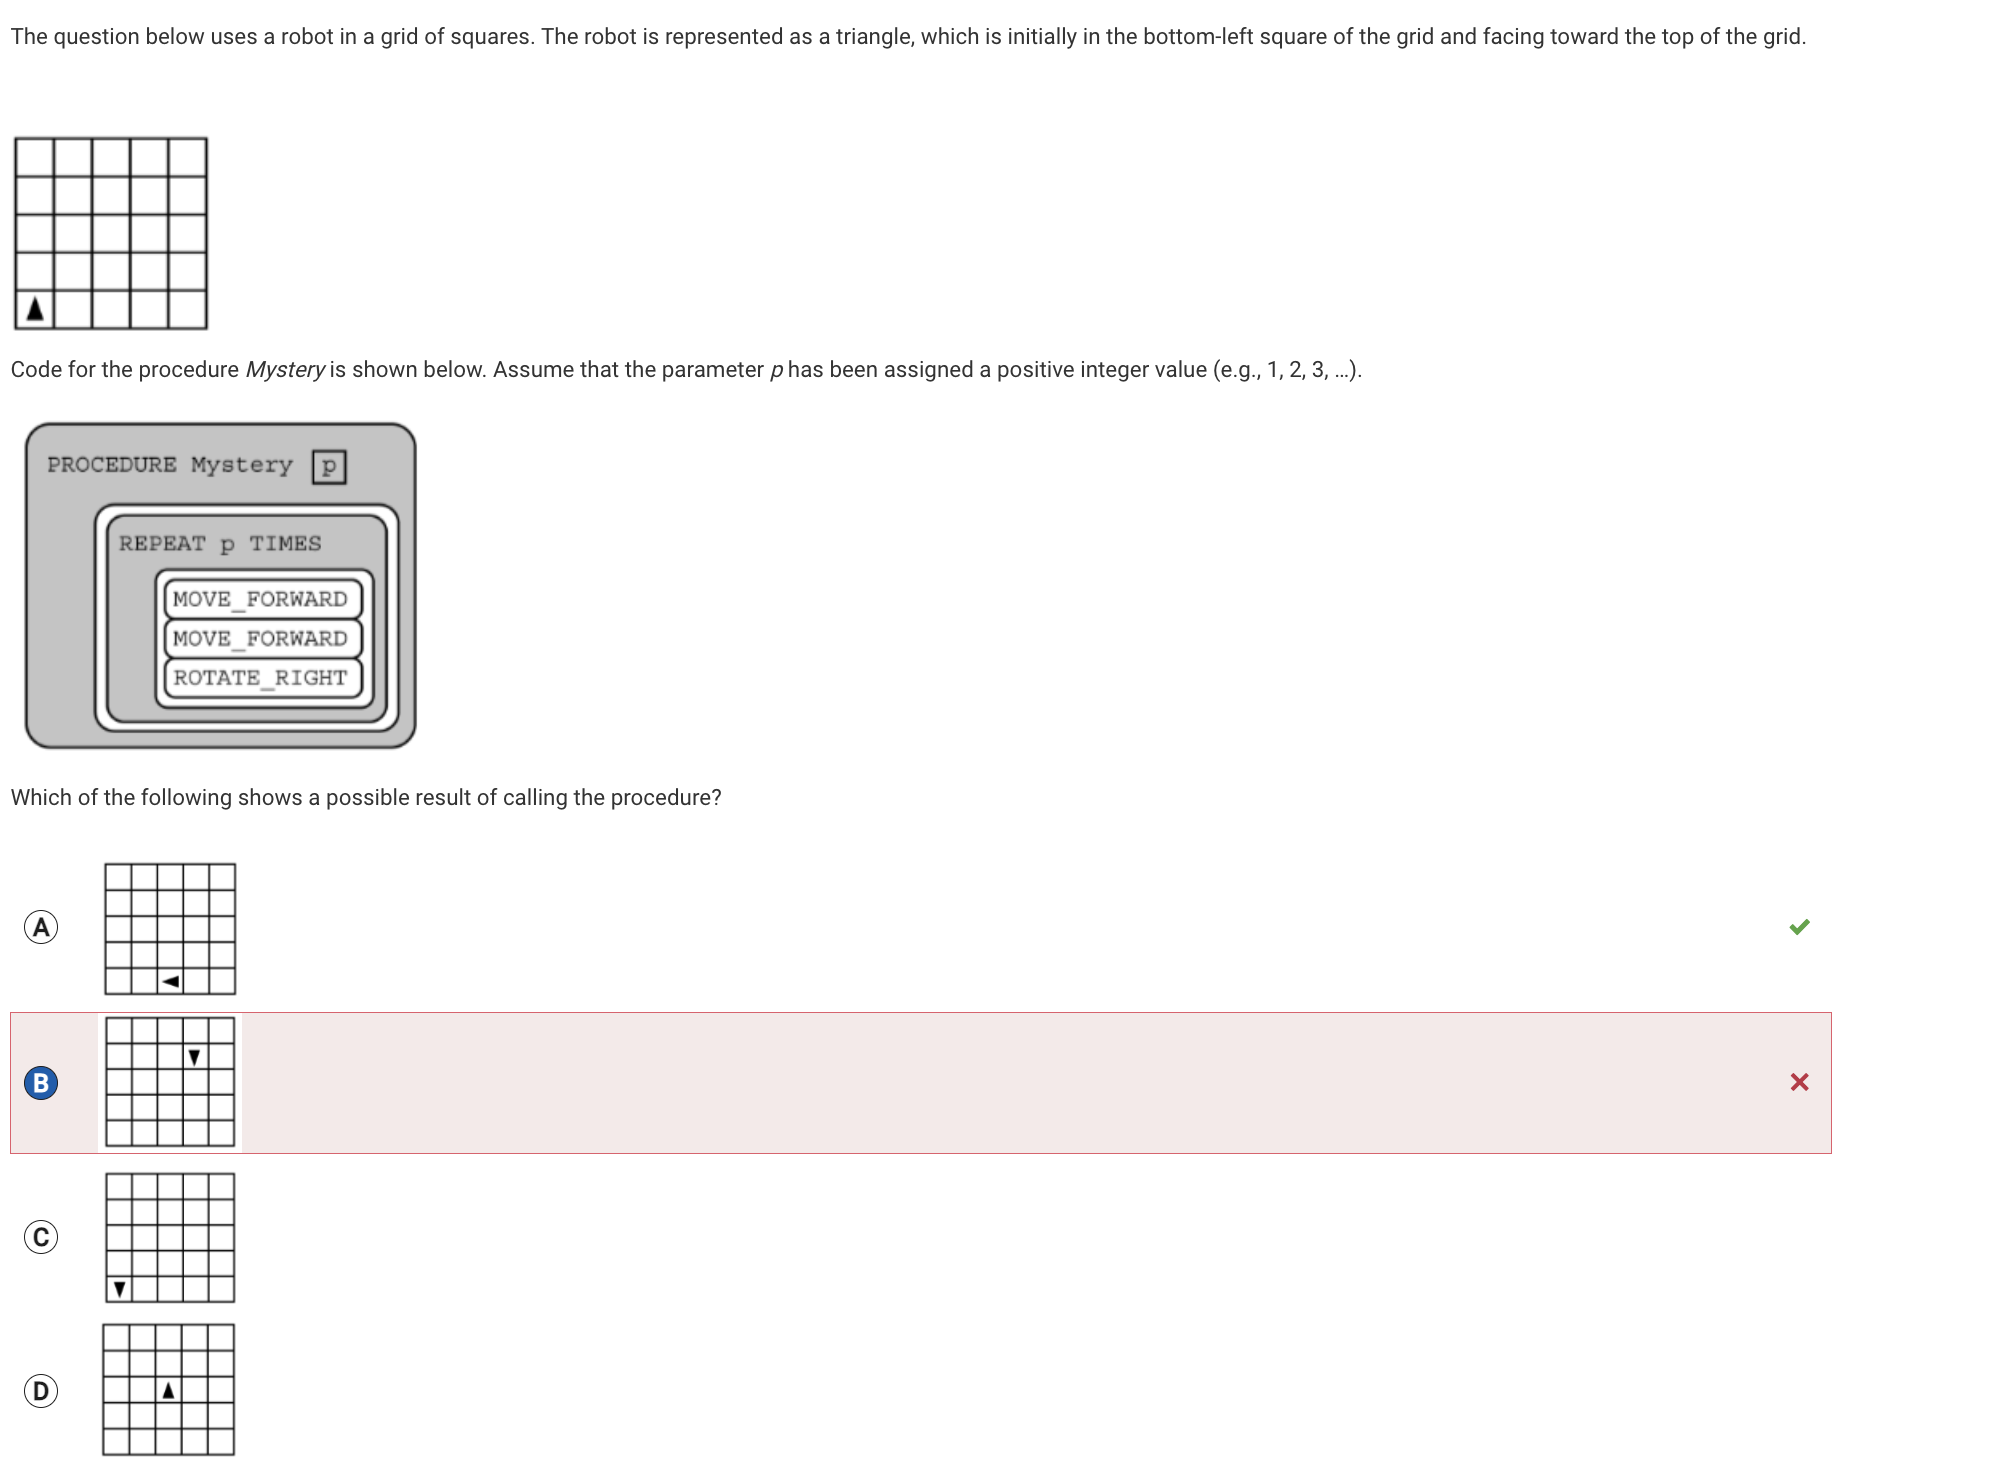 The question below uses a robot in a grid of squares. The robot is represented as a triangle, which is initially in the bottom-left square of the grid and facing toward the top of the grid.
Code for the procedure Mystery is shown below. Assume that the parameter p has been assigned a positive integer value (e.g., 1, 2, 3, …).
PROCEDURE Mystery p
REPEAT p TIMES
MOVE_FORWARD
MOVE_FORWARD
ROTATE_RIGHT
Which of the following shows a possible result of calling the procedure?
A
B
C
D